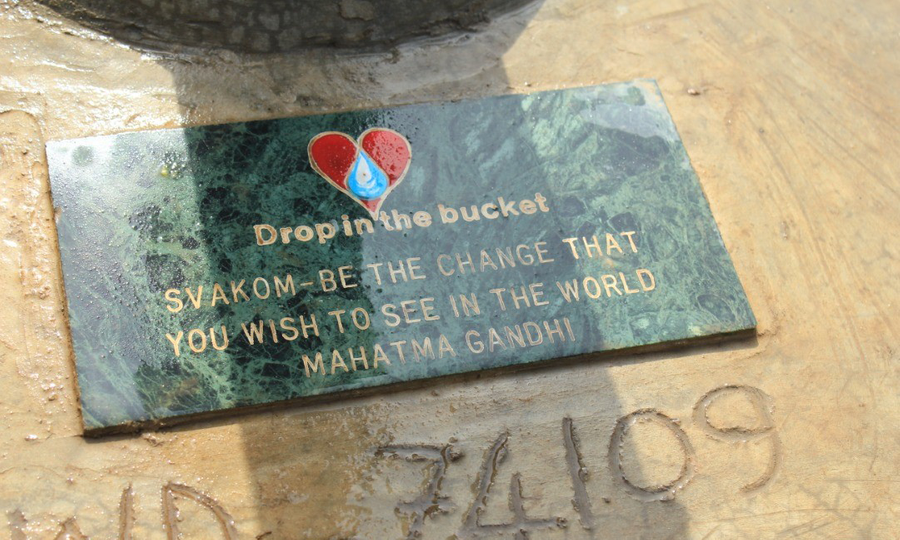 Drop in the bucket
SVAKOM-BE THE CHANGE THAT
YOU WISH TO SEE IN THE WORLD
MAHATMA GANDHI
74109